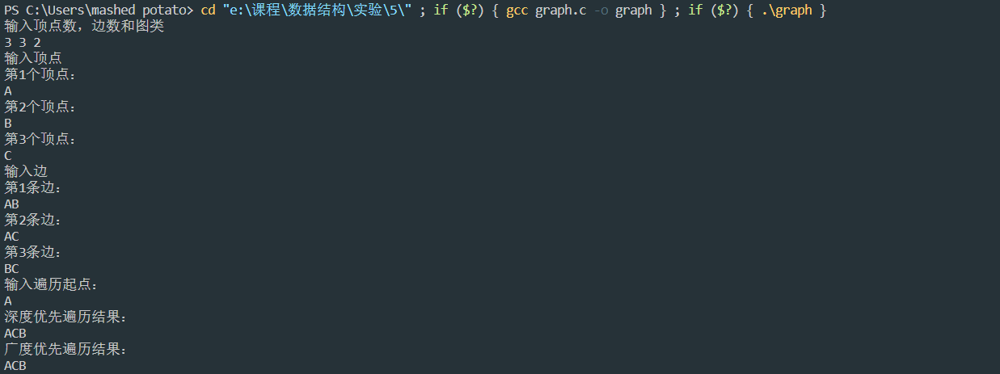 PS C:\Users\mashed potato> cd "e:\课程\数据结构\实验\5\" ; if ($?) { gcc graph.c -o graph } ; if ($?) { .\graph }
输入顶点数，边数和图类
3 3 2
输入顶点
第1个顶点：
A
第2个顶点：
B
第3个顶点：
C
输入边
第1条边：
AB
第2条边：
AC
第3条边：
BC
输入遍历起点：
A
深度优先遍历结果：
ACB
广度优先遍历结果：
ACB